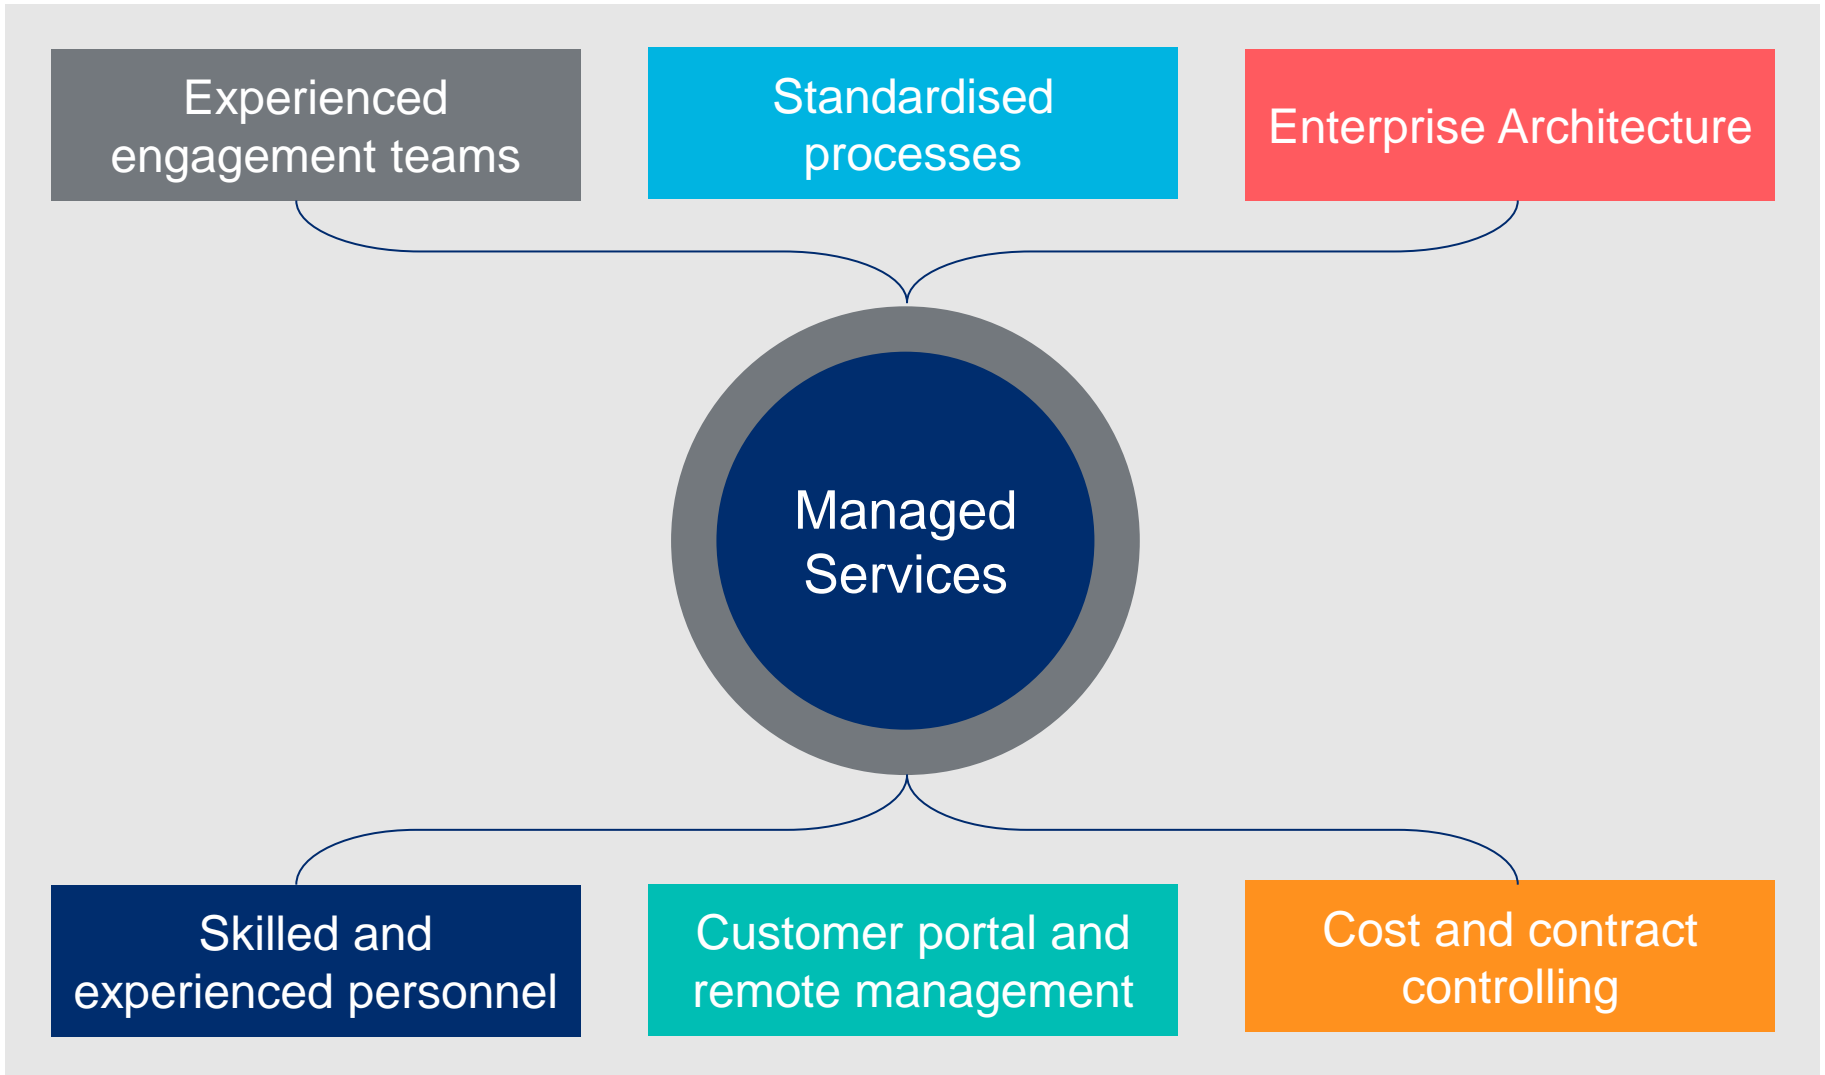 Experienced
engagement teams
Standardised
processes
Enterprise Architecture
Managed
Services
Skilled and
experienced personnel
Customer portal and
remote management
Cost and contract
controlling